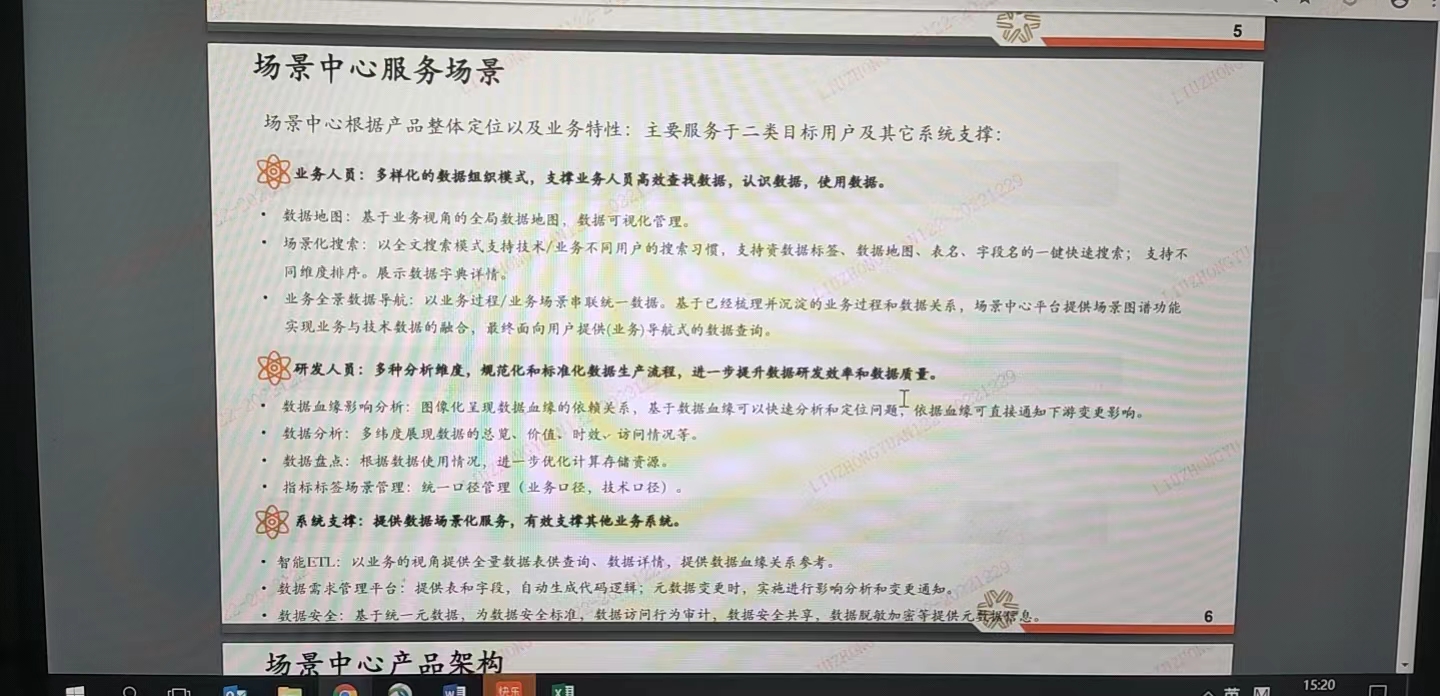 5
场景中心服务场景
场景中心根据产品整体定位以及业务特性：主要服务于二类目标用户及其它系统支撑：
业务人员：多样化的数据组织模式，支撑业务人员高效查找数据，认识数据，使用数据。
• 数据地图：基于业务视角的全局数据地图，数据可视化管理。
• 场景化搜索：以全文搜索模式支持技术/业务不同用户的搜索习惯，支持资数据标签、数据地图、表名、字段名的一键快速搜索； 支持不
同维度排序。展示数据字典详情。
• 业务全景数据导航：以业务过程/业务场景串联统一数据。基于已经梳理并沉淀的业务过程和数据关系，场景中心平台提供场景图谱功能
实现业务与技术数据的融合，最终面向用户提供(业务)导航式的数据查询。
研发人员：多种分析维度，规范化和标准化数据生产流程，进一步提升数据研发效率和数据质量。
• 数据血缘影响分析：图像化呈现数据血缘的依赖关系，基于数据血缘可以快速分析和定位问题，依据血缘可直接通知下游变更影响。
• 数据分析：多纬度展现数据的总览、价值、时效、访问情况等。
• 数据盘点：根据数据使用情况，进一步优化计算存储资源。
• 指标标签场景管理：统一口径管理（业务口径，技术口径）。
系统支撑：提供数据场景化服务，有效支撑其他业务系统。
• 智能ETL：以业务的视角提供全量数据表供查询、数据详情，提供数据血缘关系参考。
• 数据需求管理平台：提供表和字段，自动生成代码逻辑；元数据变更时，实施进行影响分析和变更通知。
• 数据安全：基于统一元数据，为数据安全标准，数据访问行为审计，数据安全共享，数据脱敏加密等提供元数据信息。
6
场景中心产品架构
快乐
英
M
15:20